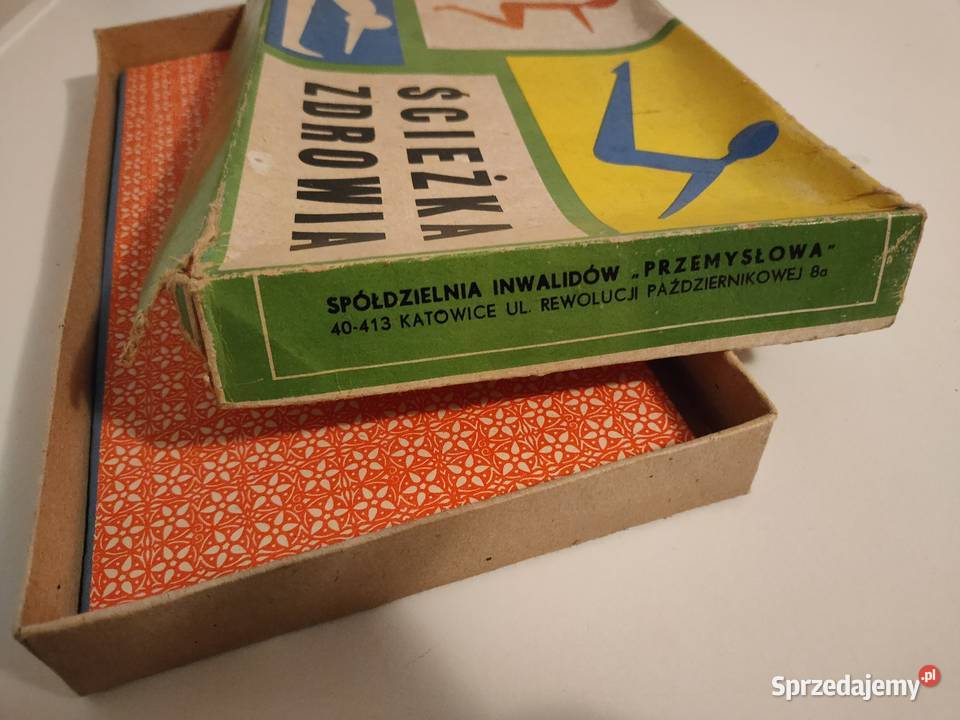 ŚCIEŻKA
ZDROWIA
SPÓŁDZIELNIA INWALIDÓW „PRZEMYSŁOWA"
40-413 KATOWICE UL. REWOLUCJI PAŹDZIERNIKOWEJ 8a
Sprzedajemy.pl